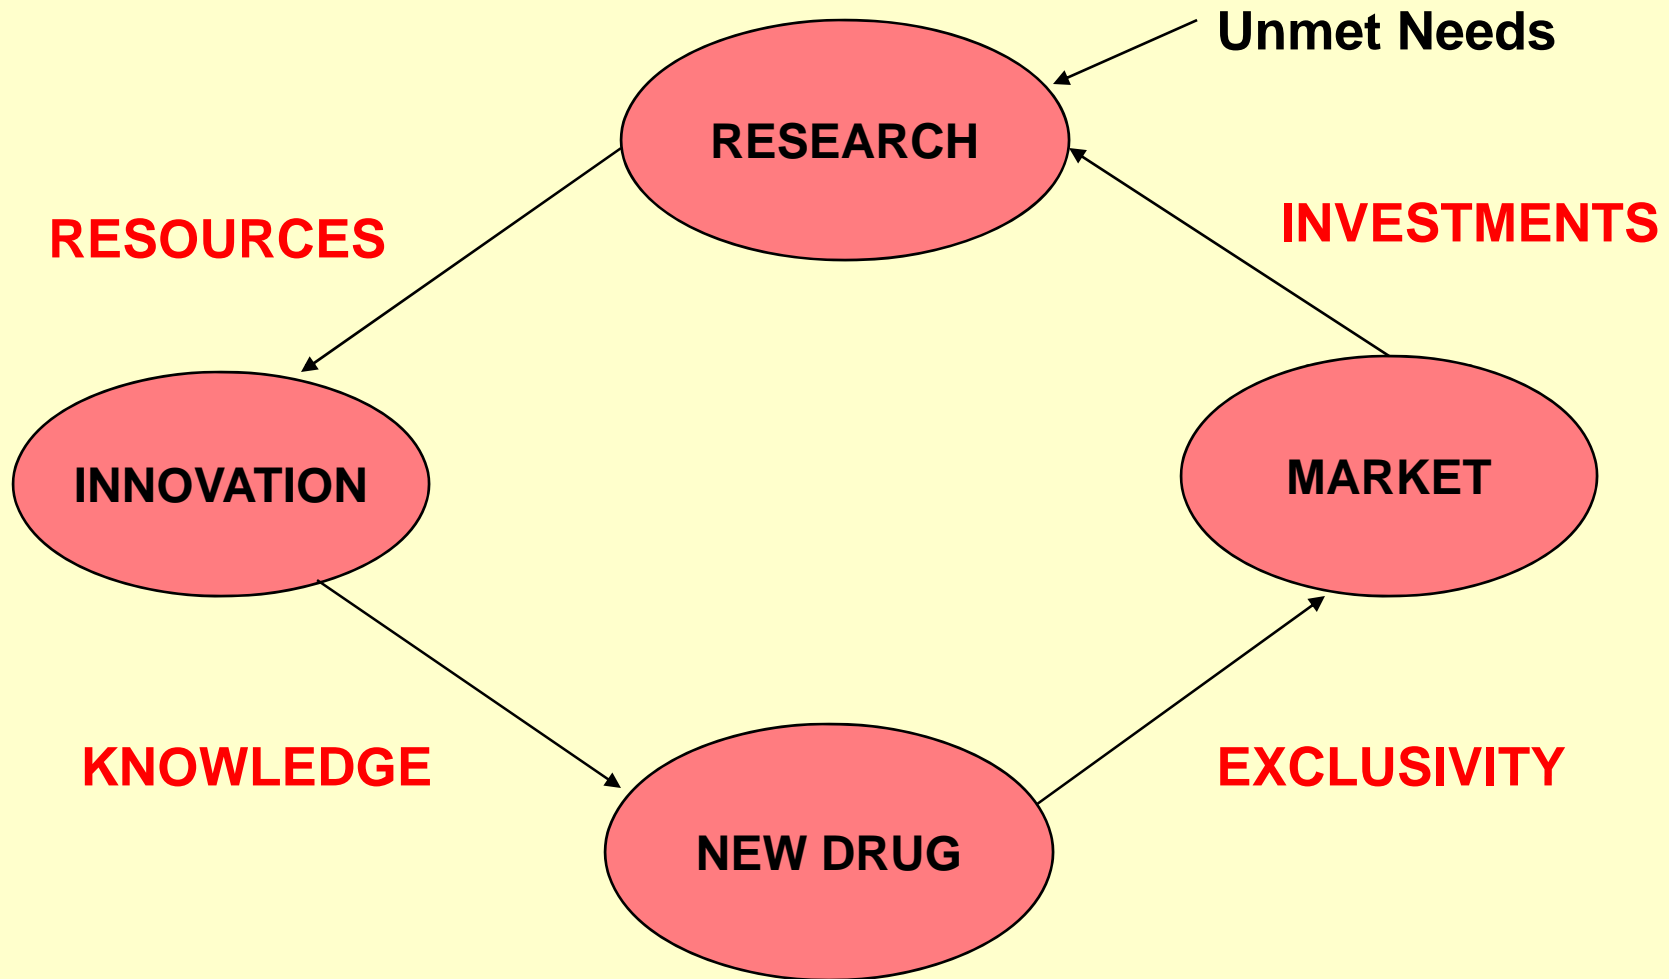 Unmet Needs
RESEARCH
RESOURCES
INVESTMENTS
INNOVATION
MARKET
KNOWLEDGE
EXCLUSIVITY
NEW DRUG